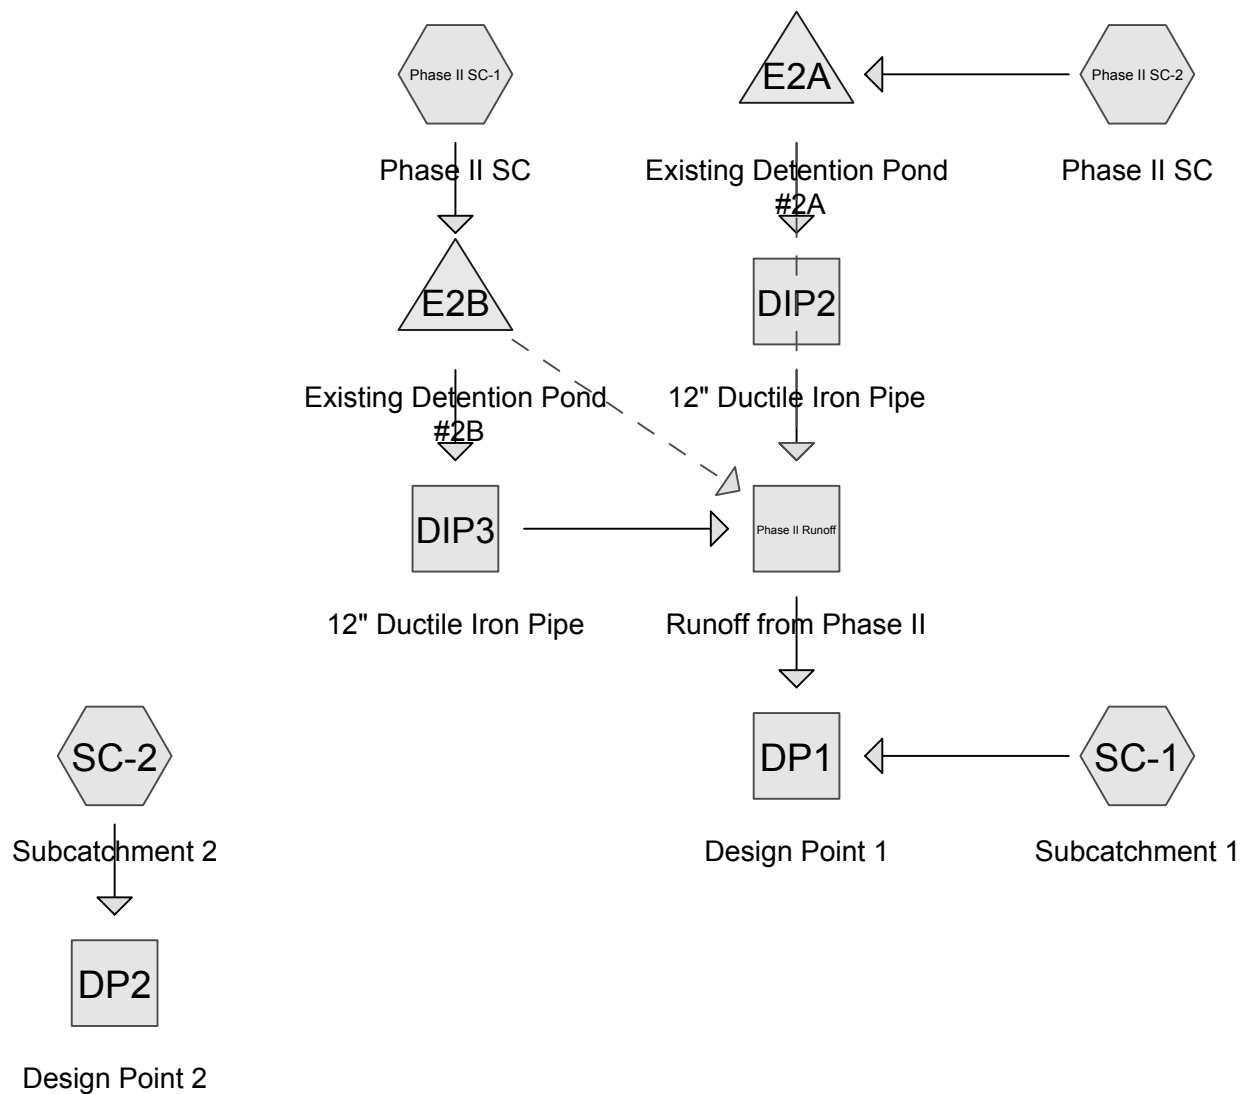 Phase II SC-1
E2A
Phase II SC-2
Phase II SC
Existing Detention Pond
#2A
Phase II SC
E2B
DIP2
Existing Detention Pond
#2B
12" Ductile Iron Pipe
DIP3
Phase II Runoff
12" Ductile Iron Pipe
Runoff from Phase II
SC-2
DP1
SC-1
Subcatchment 2
Design Point 1
Subcatchment 1
DP2
Design Point 2